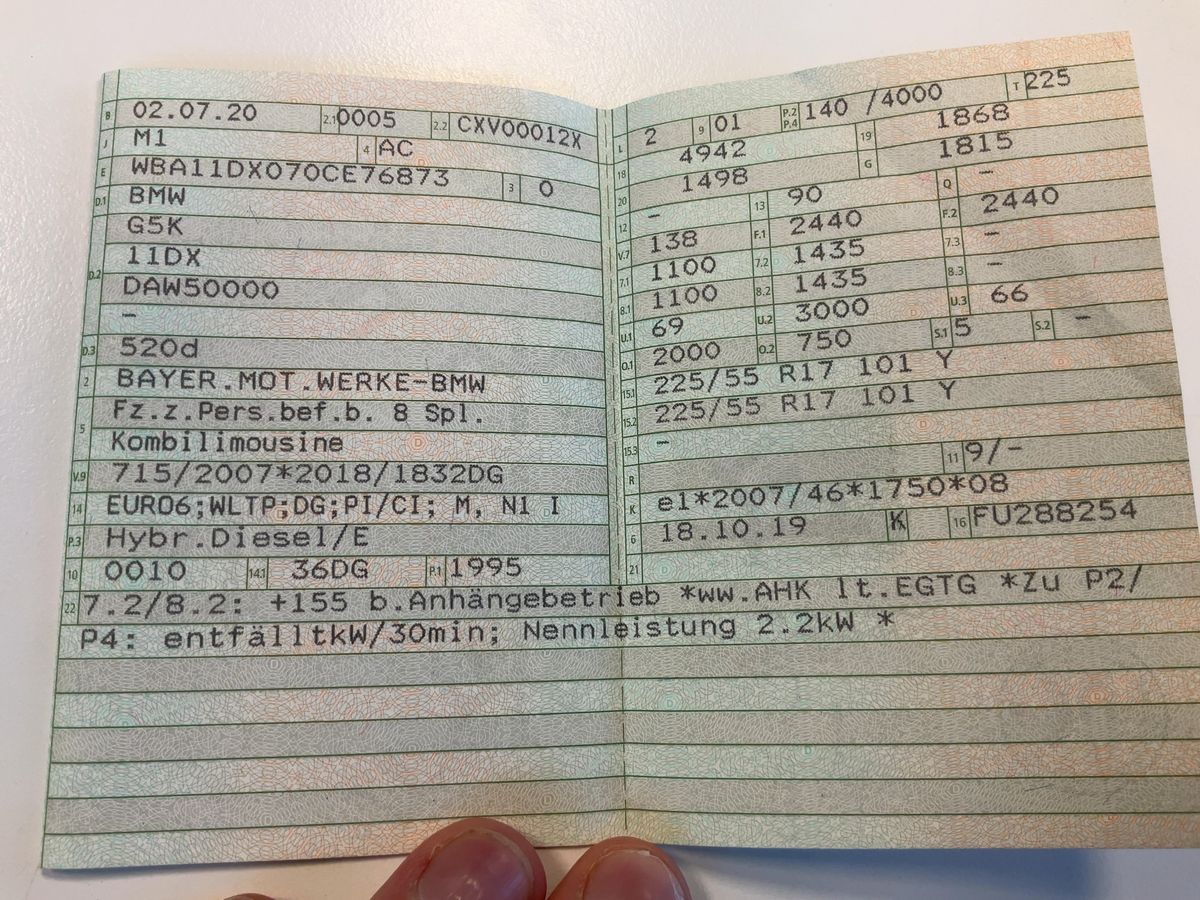 B 02.07.20 2.1 0005 2.2 CXV00012X
J M1 4 AC
E WBA11DX070CE76873 3 0
D.1 BMW
G5K
D.2 11DX
DAW50000
–
D.3 520d
2 BAYER.MOT.WERKE-BMW
5 Fz.z.Pers.bef.b. 8 Spl.
Kombilimousine
V.9 715/2007*2018/1832DG
14 EURO6;WLTP;DG;PI/CI; M, N1 I
P.3 Hybr.Diesel/E
10 0010 14.1 36DG P.1 1995
L 2 9 01 P.2 P.4 140 /4000 T 225
18 4942 19 1868
20 1498 G 1815
12 – 13 90 Q –
V.7 138 F.1 2440 F.2 2440
7.1 1100 7.2 1435 7.3 –
8.1 1100 8.2 1435 8.3 –
U.1 69 U.2 3000 U.3 66
O.1 2000 O.2 750 S.1 5 S.2 –
15.1 225/55 R17 101 Y
15.2 225/55 R17 101 Y
15.3 –
R 11 9/-
K e1*2007/46*1750*08
6 18.10.19 K 16 FU288254
21
22 7.2/8.2: +155 b.Anhängebetrieb *ww.AHK lt.EGTG *Zu P2/
P4: entfälltkW/30min; Nennleistung 2.2kW *